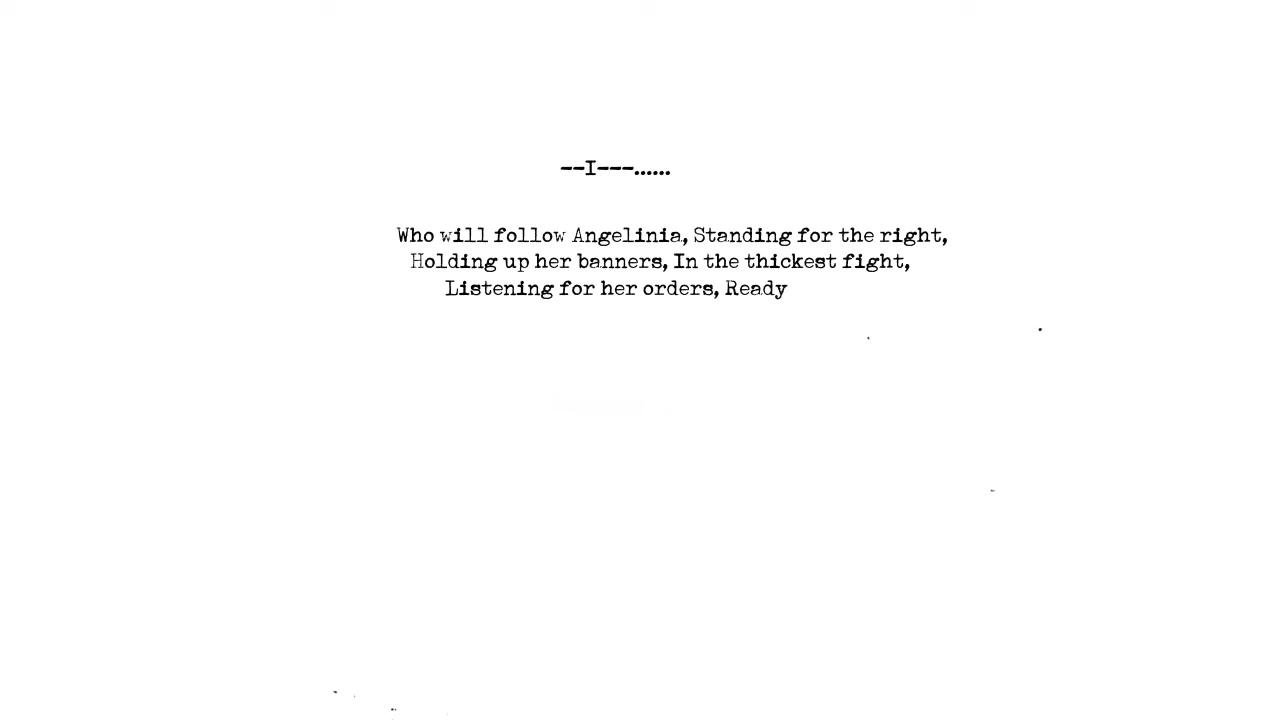 --I---......
Who will follow Angelinia, Standing for the right,
Holding up her banners, In the thickest fight,
Listening for her orders, Ready